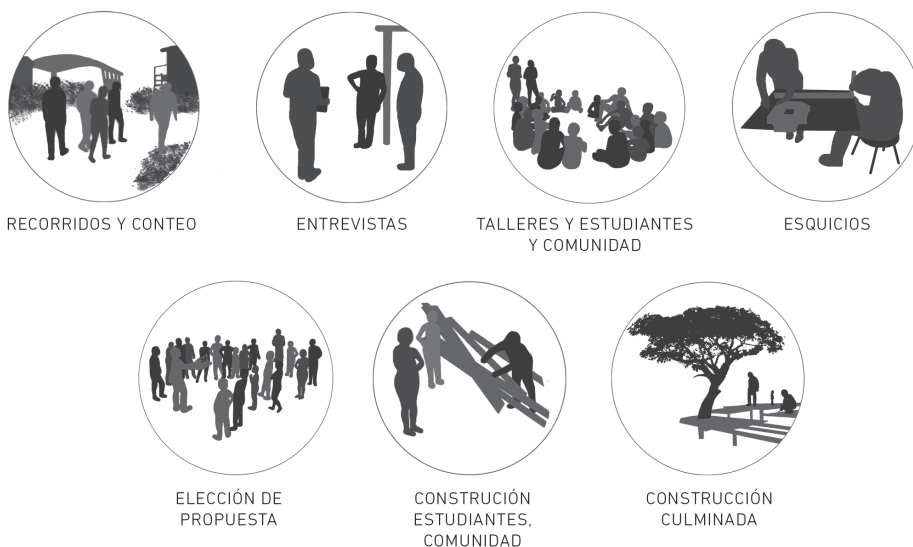 RECORRIDOS Y CONTEO
ENTREVISTAS
TALLERES Y ESTUDIANTES
Y COMUNIDAD
ESQUICIOS
ELECCIÓN DE
PROPUESTA
CONSTRUCIÓN
ESTUDIANTES,
COMUNIDAD
CONSTRUCCIÓN
CULMINADA